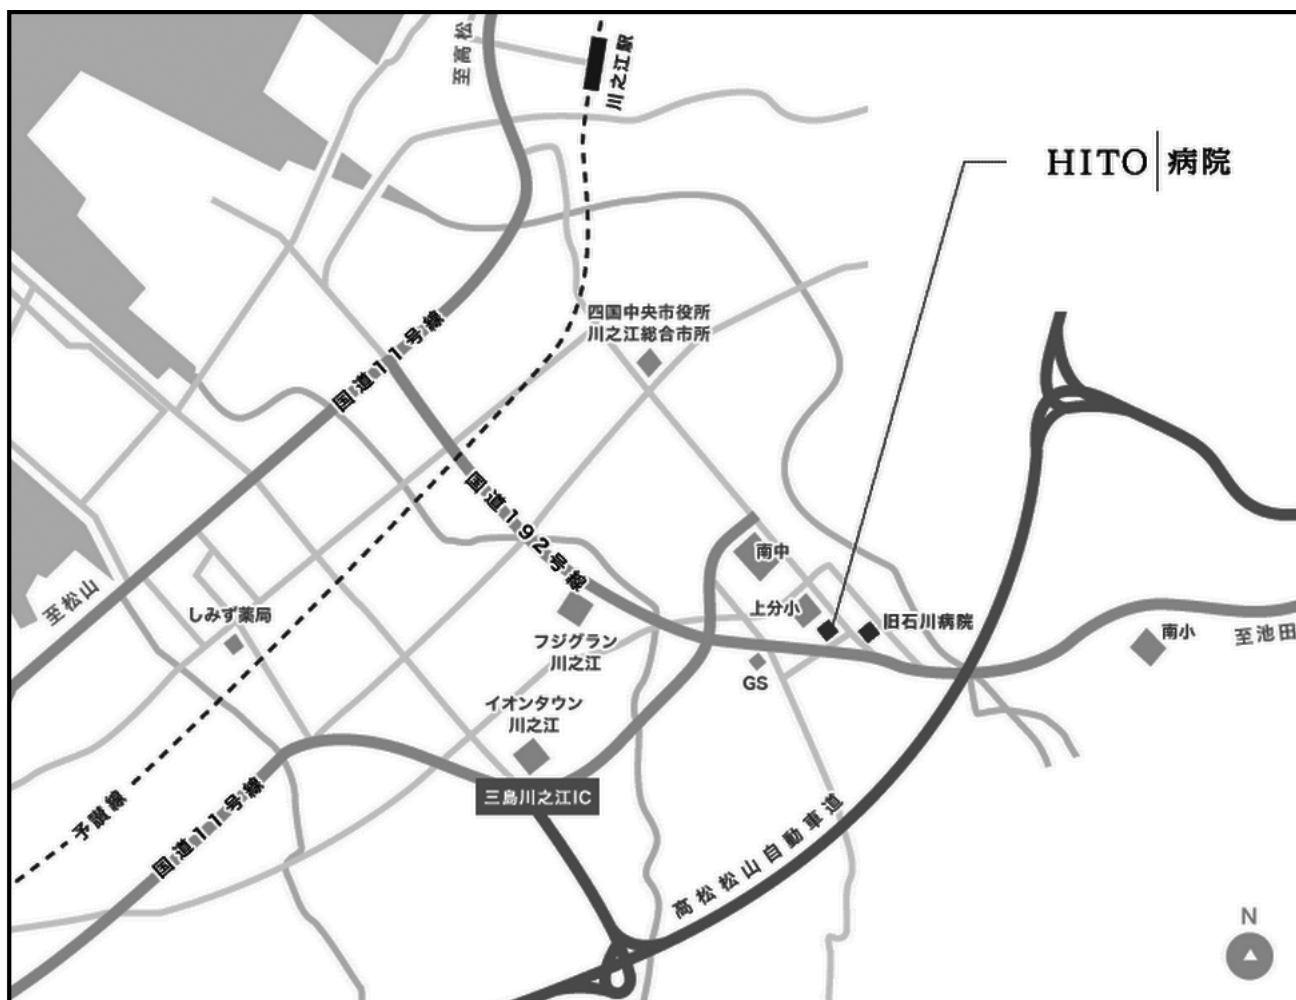 至高松
川之江駅
HITO 病院
四国中央市役所
川之江総合市所
国道11号線
国道192号線
南中
上分小
旧石川病院
南小
至池田
至松山
しみず薬局
フジグラン
川之江
GS
イオンタウン
川之江
三島川之江IC
予讃線
国道11号線
高松松山自動車道
N